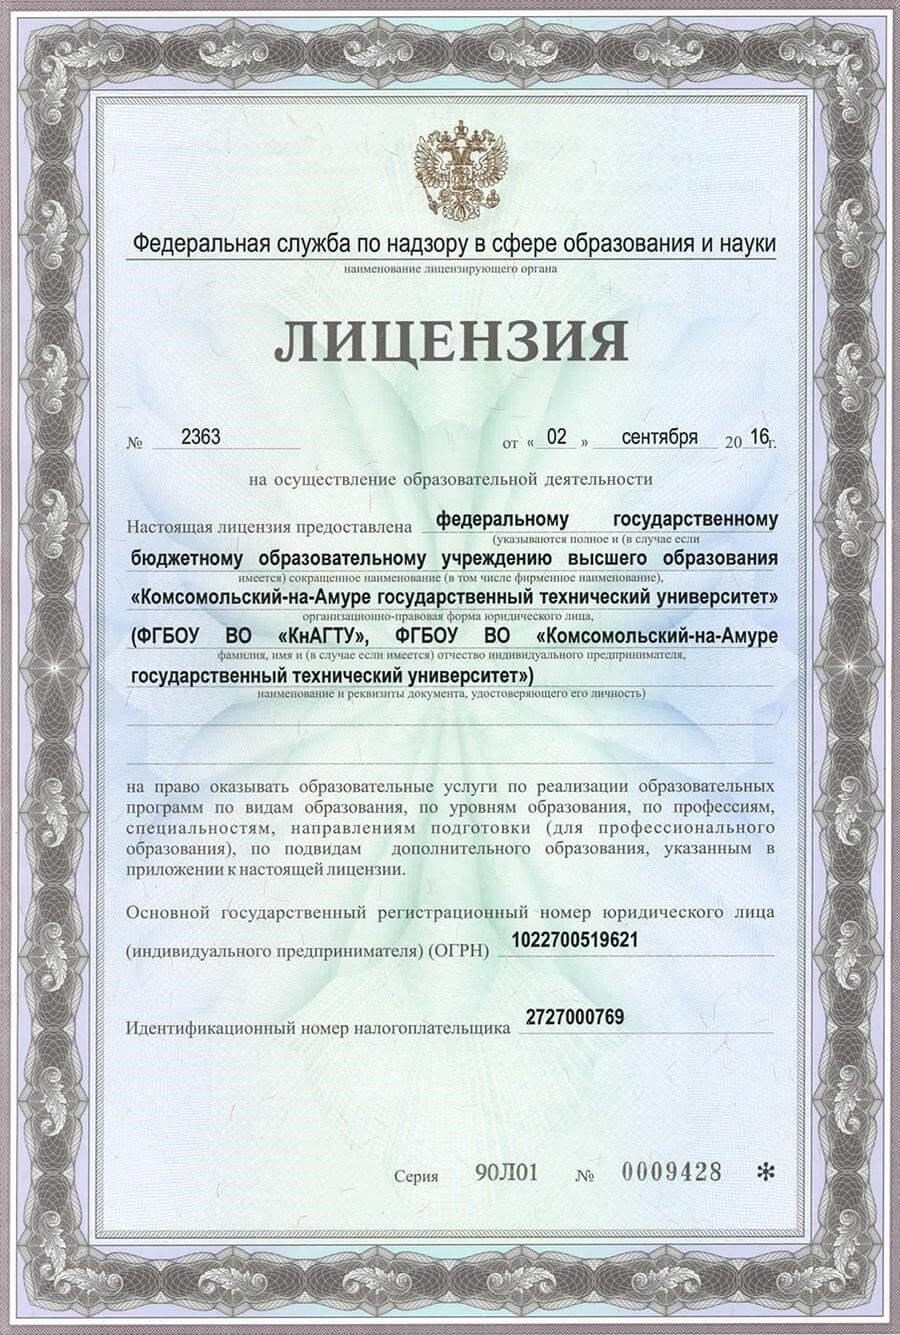 Федеральная служба по надзору в сфере образования и науки
наименование лицензирующего органа
ЛИЦЕНЗИЯ
№ 2363 от « 02 » сентября 20 16 г.
на осуществление образовательной деятельности
Настоящая лицензия предоставлена федеральному государственному
(указываются полное и (в случае если
бюджетному образовательному учреждению высшего образования
имеется) сокращенное наименование (в том числе фирменное наименование),
«Комсомольский-на-Амуре государственный технический университет»
организационно-правовая форма юридического лица,
(ФГБОУ ВО «КнАГТУ», ФГБОУ ВО «Комсомольский-на-Амуре
фамилия, имя и (в случае если имеется) отчество индивидуального предпринимателя,
государственный технический университет»)
наименование и реквизиты документа, удостоверяющего его личность)
на право оказывать образовательные услуги по реализации образовательных
программ по видам образования, по уровням образования, по профессиям,
специальностям, направлениям подготовки (для профессионального
образования), по подвидам дополнительного образования, указанным в
приложении к настоящей лицензии.
Основной государственный регистрационный номер юридического лица
(индивидуального предпринимателя) (ОГРН) 1022700519621
Идентификационный номер налогоплательщика 2727000769
Серия 90Л01 № 0009428 *